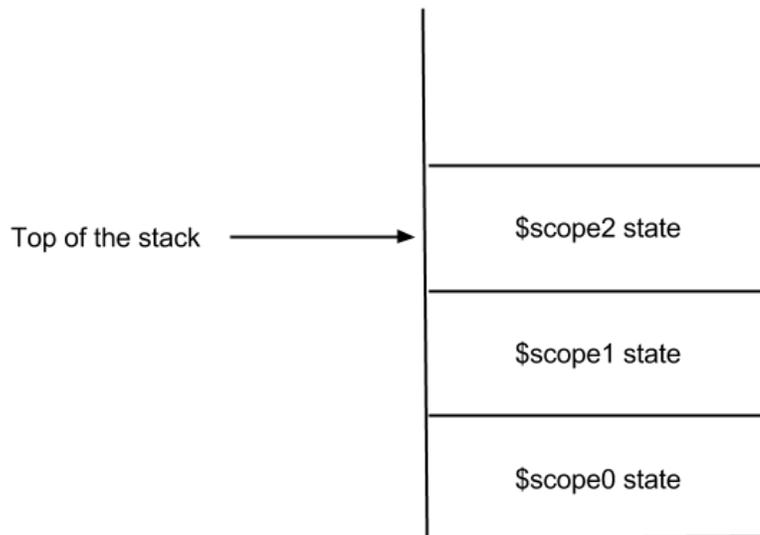 $scope2 state
Top of the stack
$scope1 state
$scope0 state